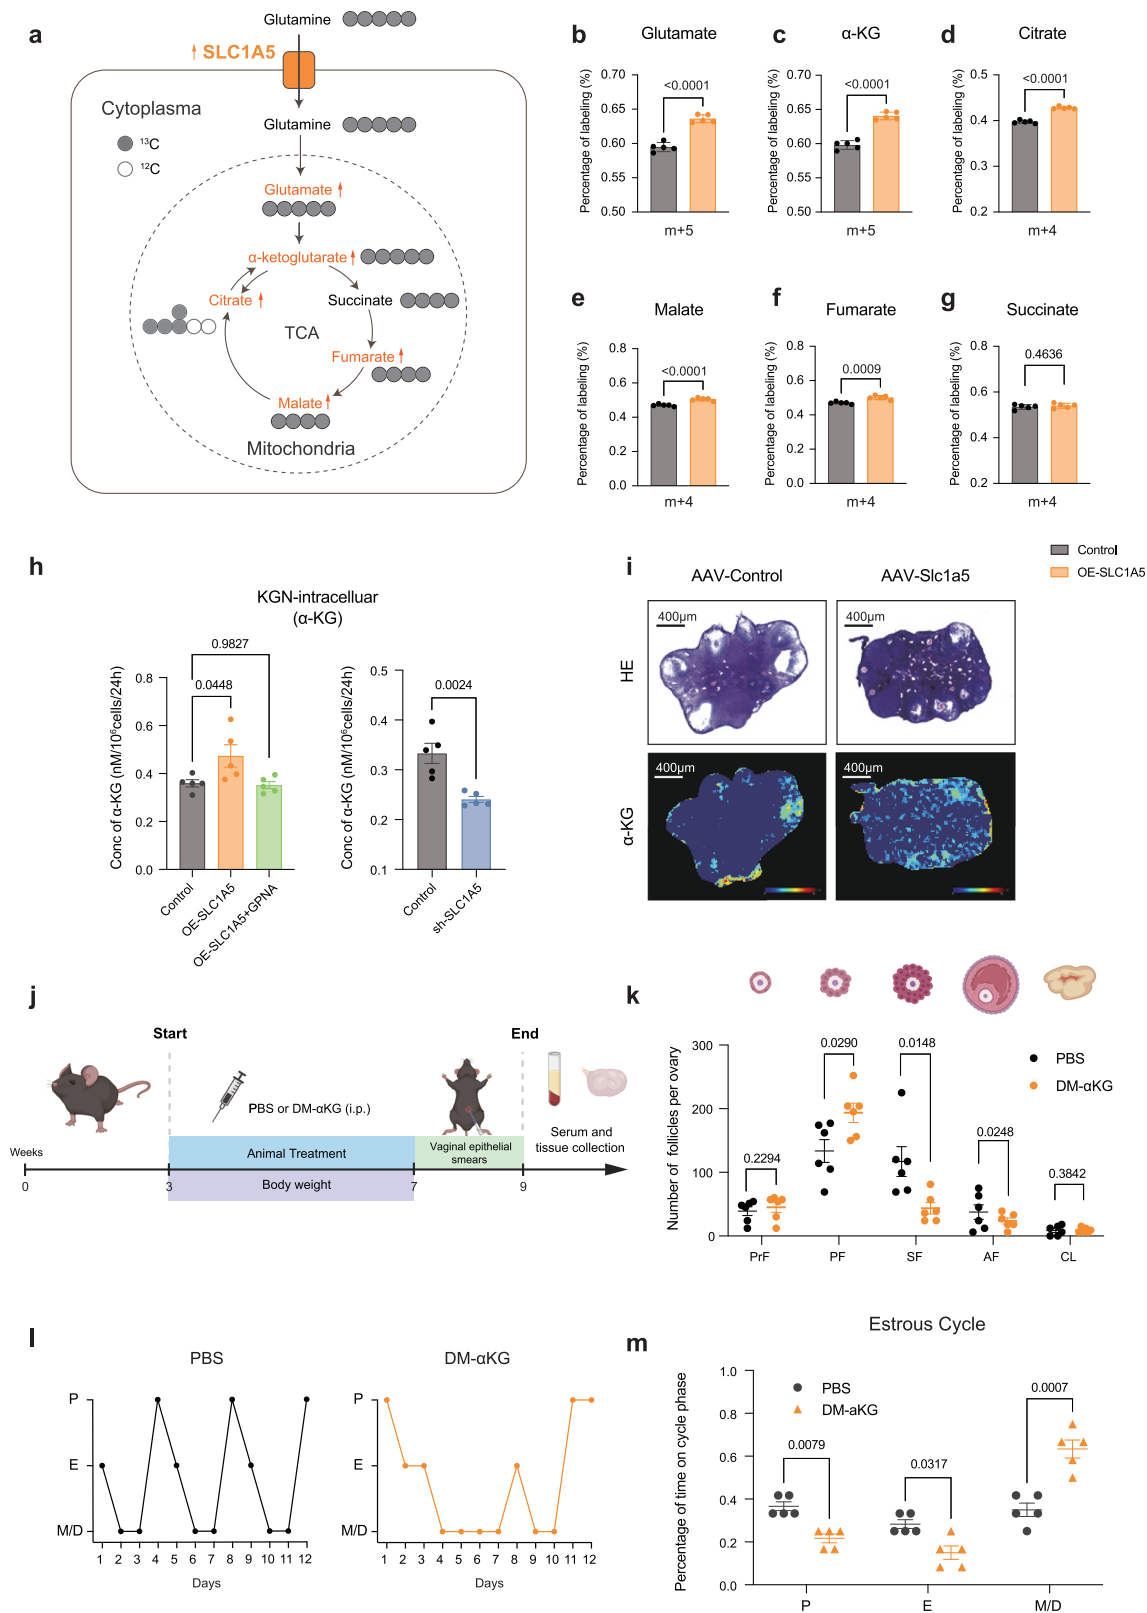 a
Glutamine
SLC1A5
Cytoplasma
¹³C
¹²C
Glutamine
Glutamate
α-ketoglutarate
Citrate
Succinate
TCA
Fumarate
Malate
Mitochondria
b
Glutamate
Percentage of labeling (%)
0.70
0.65
0.60
0.55
0.50
<0.0001
m+5
c
α-KG
Percentage of labeling (%)
0.70
0.65
0.60
0.55
0.50
<0.0001
m+5
d
Citrate
Percentage of labeling (%)
0.5
0.4
0.3
0.2
<0.0001
m+4
e
Malate
Percentage of labeling (%)
0.8
0.6
0.4
0.2
0.0
<0.0001
m+4
f
Fumarate
Percentage of labeling (%)
0.8
0.6
0.4
0.2
0.0
0.0009
m+4
g
Succinate
Percentage of labeling (%)
0.8
0.6
0.4
0.2
0.4636
m+4
Control
OE-SLC1A5
h
KGN-intracelluar
(α-KG)
Conc of α-KG (nM/10⁶cells/24h)
0.8
0.6
0.4
0.2
0.0
0.9827
0.0448
Control
OE-SLC1A5
OE-SLC1A5+GPNA
Conc of α-KG (nM/10⁶cells/24h)
0.5
0.4
0.3
0.2
0.1
0.0024
Control
sh-SLC1A5
i
AAV-Control
AAV-Slc1a5
HE
400μm
400μm
α-KG
400μm
400μm
j
Start
End
PBS or DM-αKG (i.p.)
Serum and
tissue collection
Animal Treatment
Vaginal epithelial
smears
Body weight
Weeks
0
3
7
9
k
Number of follicles per ovary
300
200
100
0
PBS
DM-αKG
0.2294
0.0290
0.0148
0.0248
0.3842
PrF
PF
SF
AF
CL
l
PBS
P
E
M/D
1 2 3 4 5 6 7 8 9 10 11 12
Days
DM-αKG
P
E
M/D
1 2 3 4 5 6 7 8 9 10 11 12
Days
m
Estrous Cycle
Percentage of time on cycle phase
1.0
0.8
0.6
0.4
0.2
0.0
PBS
DM-aKG
0.0079
0.0317
0.0007
P
E
M/D